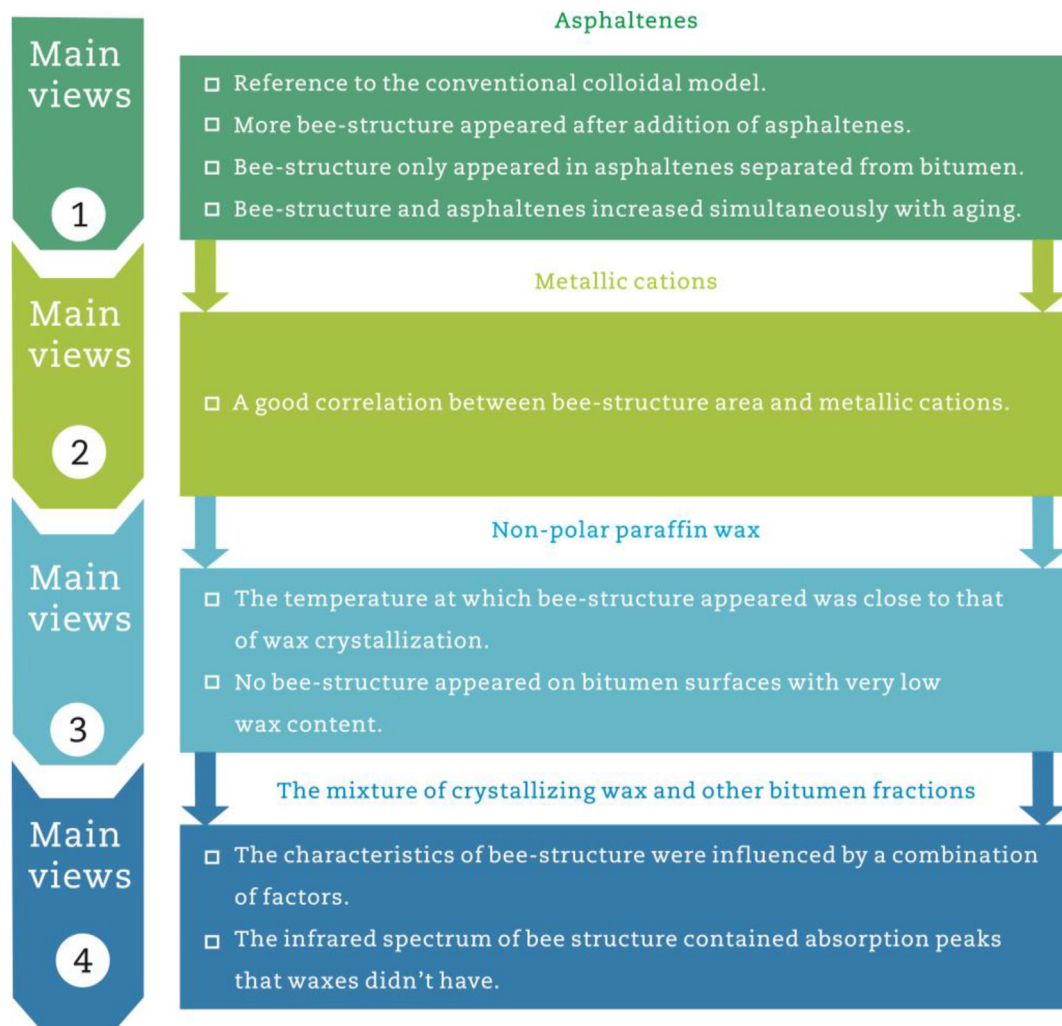 Asphaltenes
Main
views
1
□ Reference to the conventional colloidal model.
□ More bee-structure appeared after addition of asphaltenes.
□ Bee-structure only appeared in asphaltenes separated from bitumen.
□ Bee-structure and asphaltenes increased simultaneously with aging.
Metallic cations
Main
views
2
□ A good correlation between bee-structure area and metallic cations.
Non-polar paraffin wax
Main
views
3
□ The temperature at which bee-structure appeared was close to that
of wax crystallization.
□ No bee-structure appeared on bitumen surfaces with very low
wax content.
The mixture of crystallizing wax and other bitumen fractions
Main
views
4
□ The characteristics of bee-structure were influenced by a combination
of factors.
□ The infrared spectrum of bee structure contained absorption peaks
that waxes didn't have.